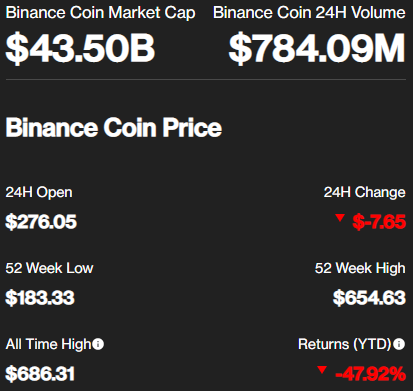 Binance Coin Market Cap Binance Coin 24H Volume
$43.50B $784.09M
Binance Coin Price
24H Open 24H Change
$276.05 ▼ $-7.65
52 Week Low 52 Week High
$183.33 $654.63
All Time High Returns (YTD)
$686.31 ▼ -47.92%